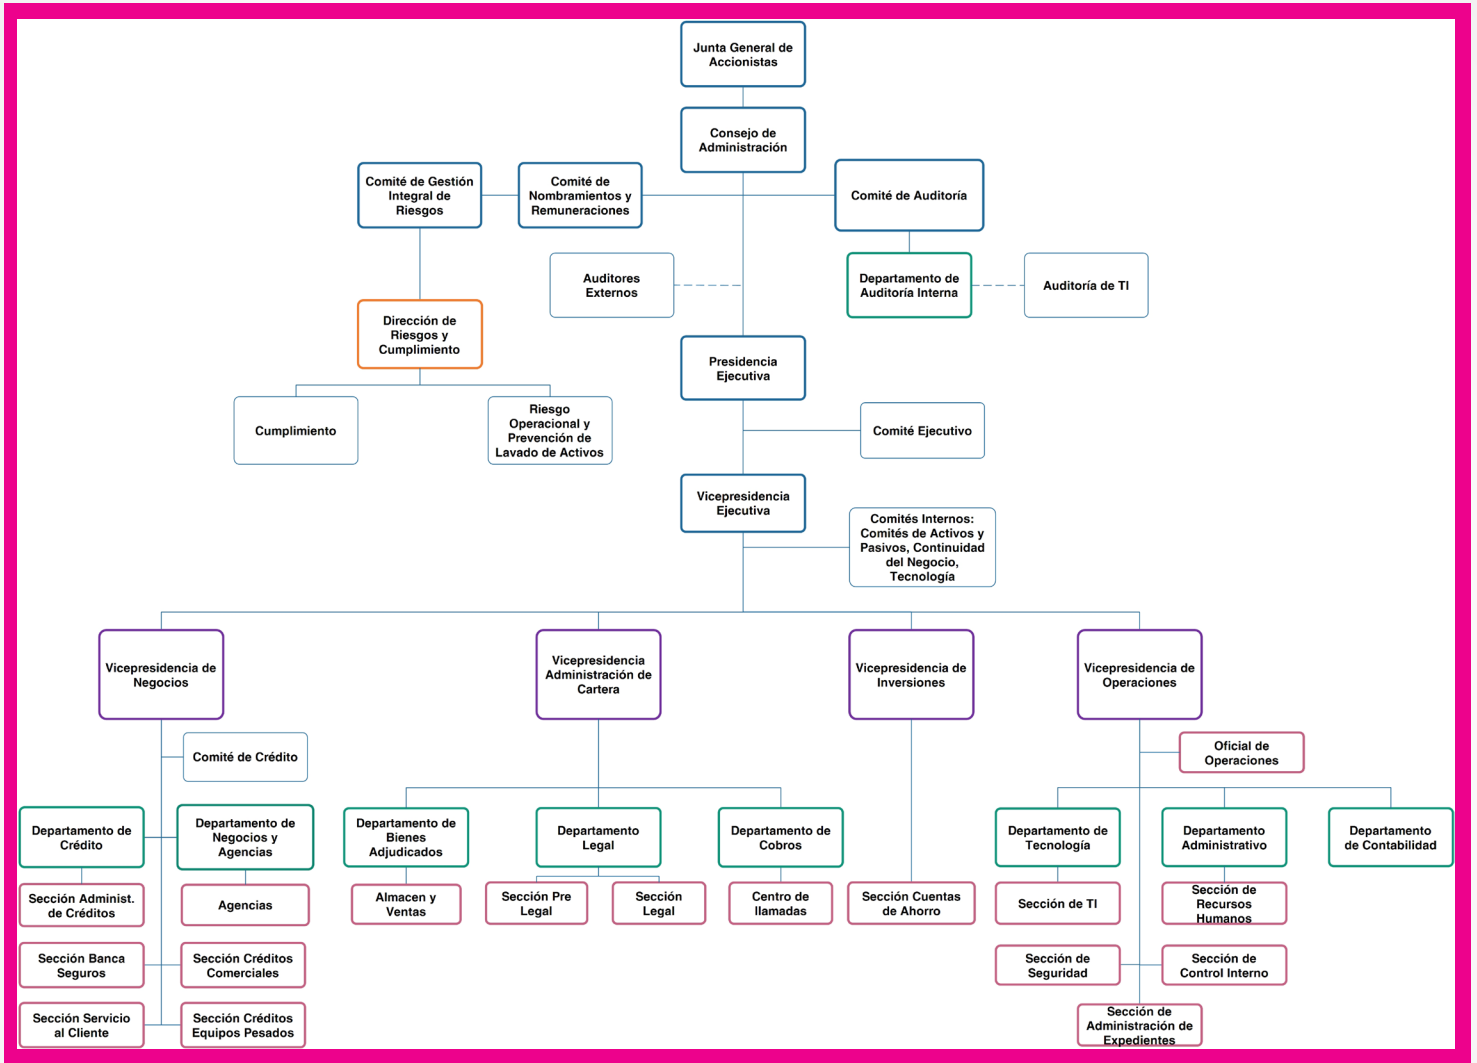 Junta General de
Accionistas
Consejo de
Administración
Comité de Gestión
Integral de
Riesgos
Comité de
Nombramientos y
Remuneraciones
Comité de Auditoría
Auditores
Externos
Departamento de
Auditoría Interna
Auditoría de TI
Dirección de
Riesgos y
Cumplimiento
Presidencia
Ejecutiva
Cumplimiento
Riesgo
Operacional y
Prevención de
Lavado de Activos
Comité Ejecutivo
Vicepresidencia
Ejecutiva
Comités Internos:
Comités de Activos y
Pasivos, Continuidad
del Negocio,
Tecnología
Vicepresidencia de
Negocios
Vicepresidencia
Administración de
Cartera
Vicepresidencia de
Inversiones
Vicepresidencia de
Operaciones
Comité de Crédito
Oficial de
Operaciones
Departamento de
Crédito
Departamento de
Negocios y
Agencias
Departamento de
Bienes
Adjudicados
Departamento
Legal
Departamento de
Cobros
Departamento de
Tecnología
Departamento
Administrativo
Departamento
de Contabilidad
Sección Administ.
de Créditos
Agencias
Almacen y
Ventas
Sección Pre
Legal
Sección
Legal
Centro de
llamadas
Sección Cuentas
de Ahorro
Sección de TI
Sección de
Recursos
Humanos
Sección Banca
Seguros
Sección Créditos
Comerciales
Sección de
Seguridad
Sección de
Control Interno
Sección Servicio
al Cliente
Sección Créditos
Equipos Pesados
Sección de
Administración de
Expedientes